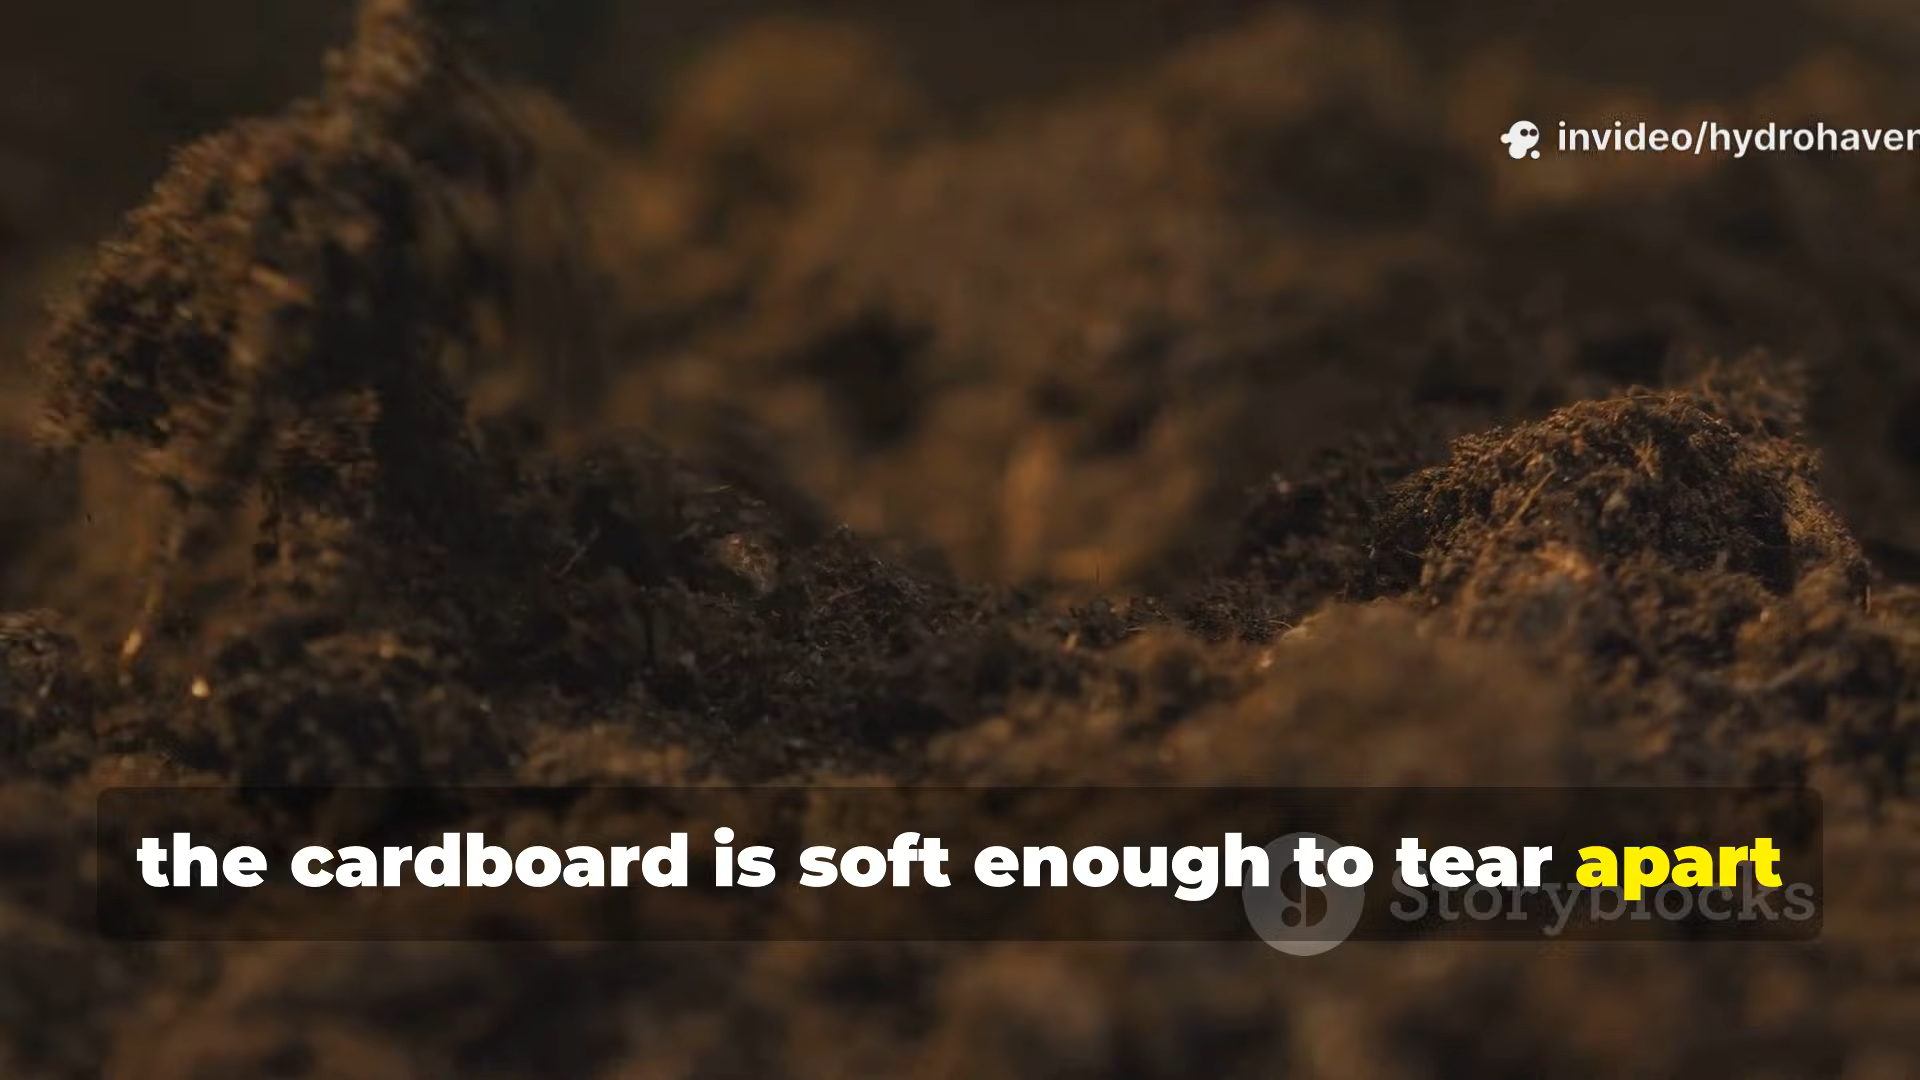 invideo/hydrohaven
the cardboard is soft enough to tear apart
Storyblocks